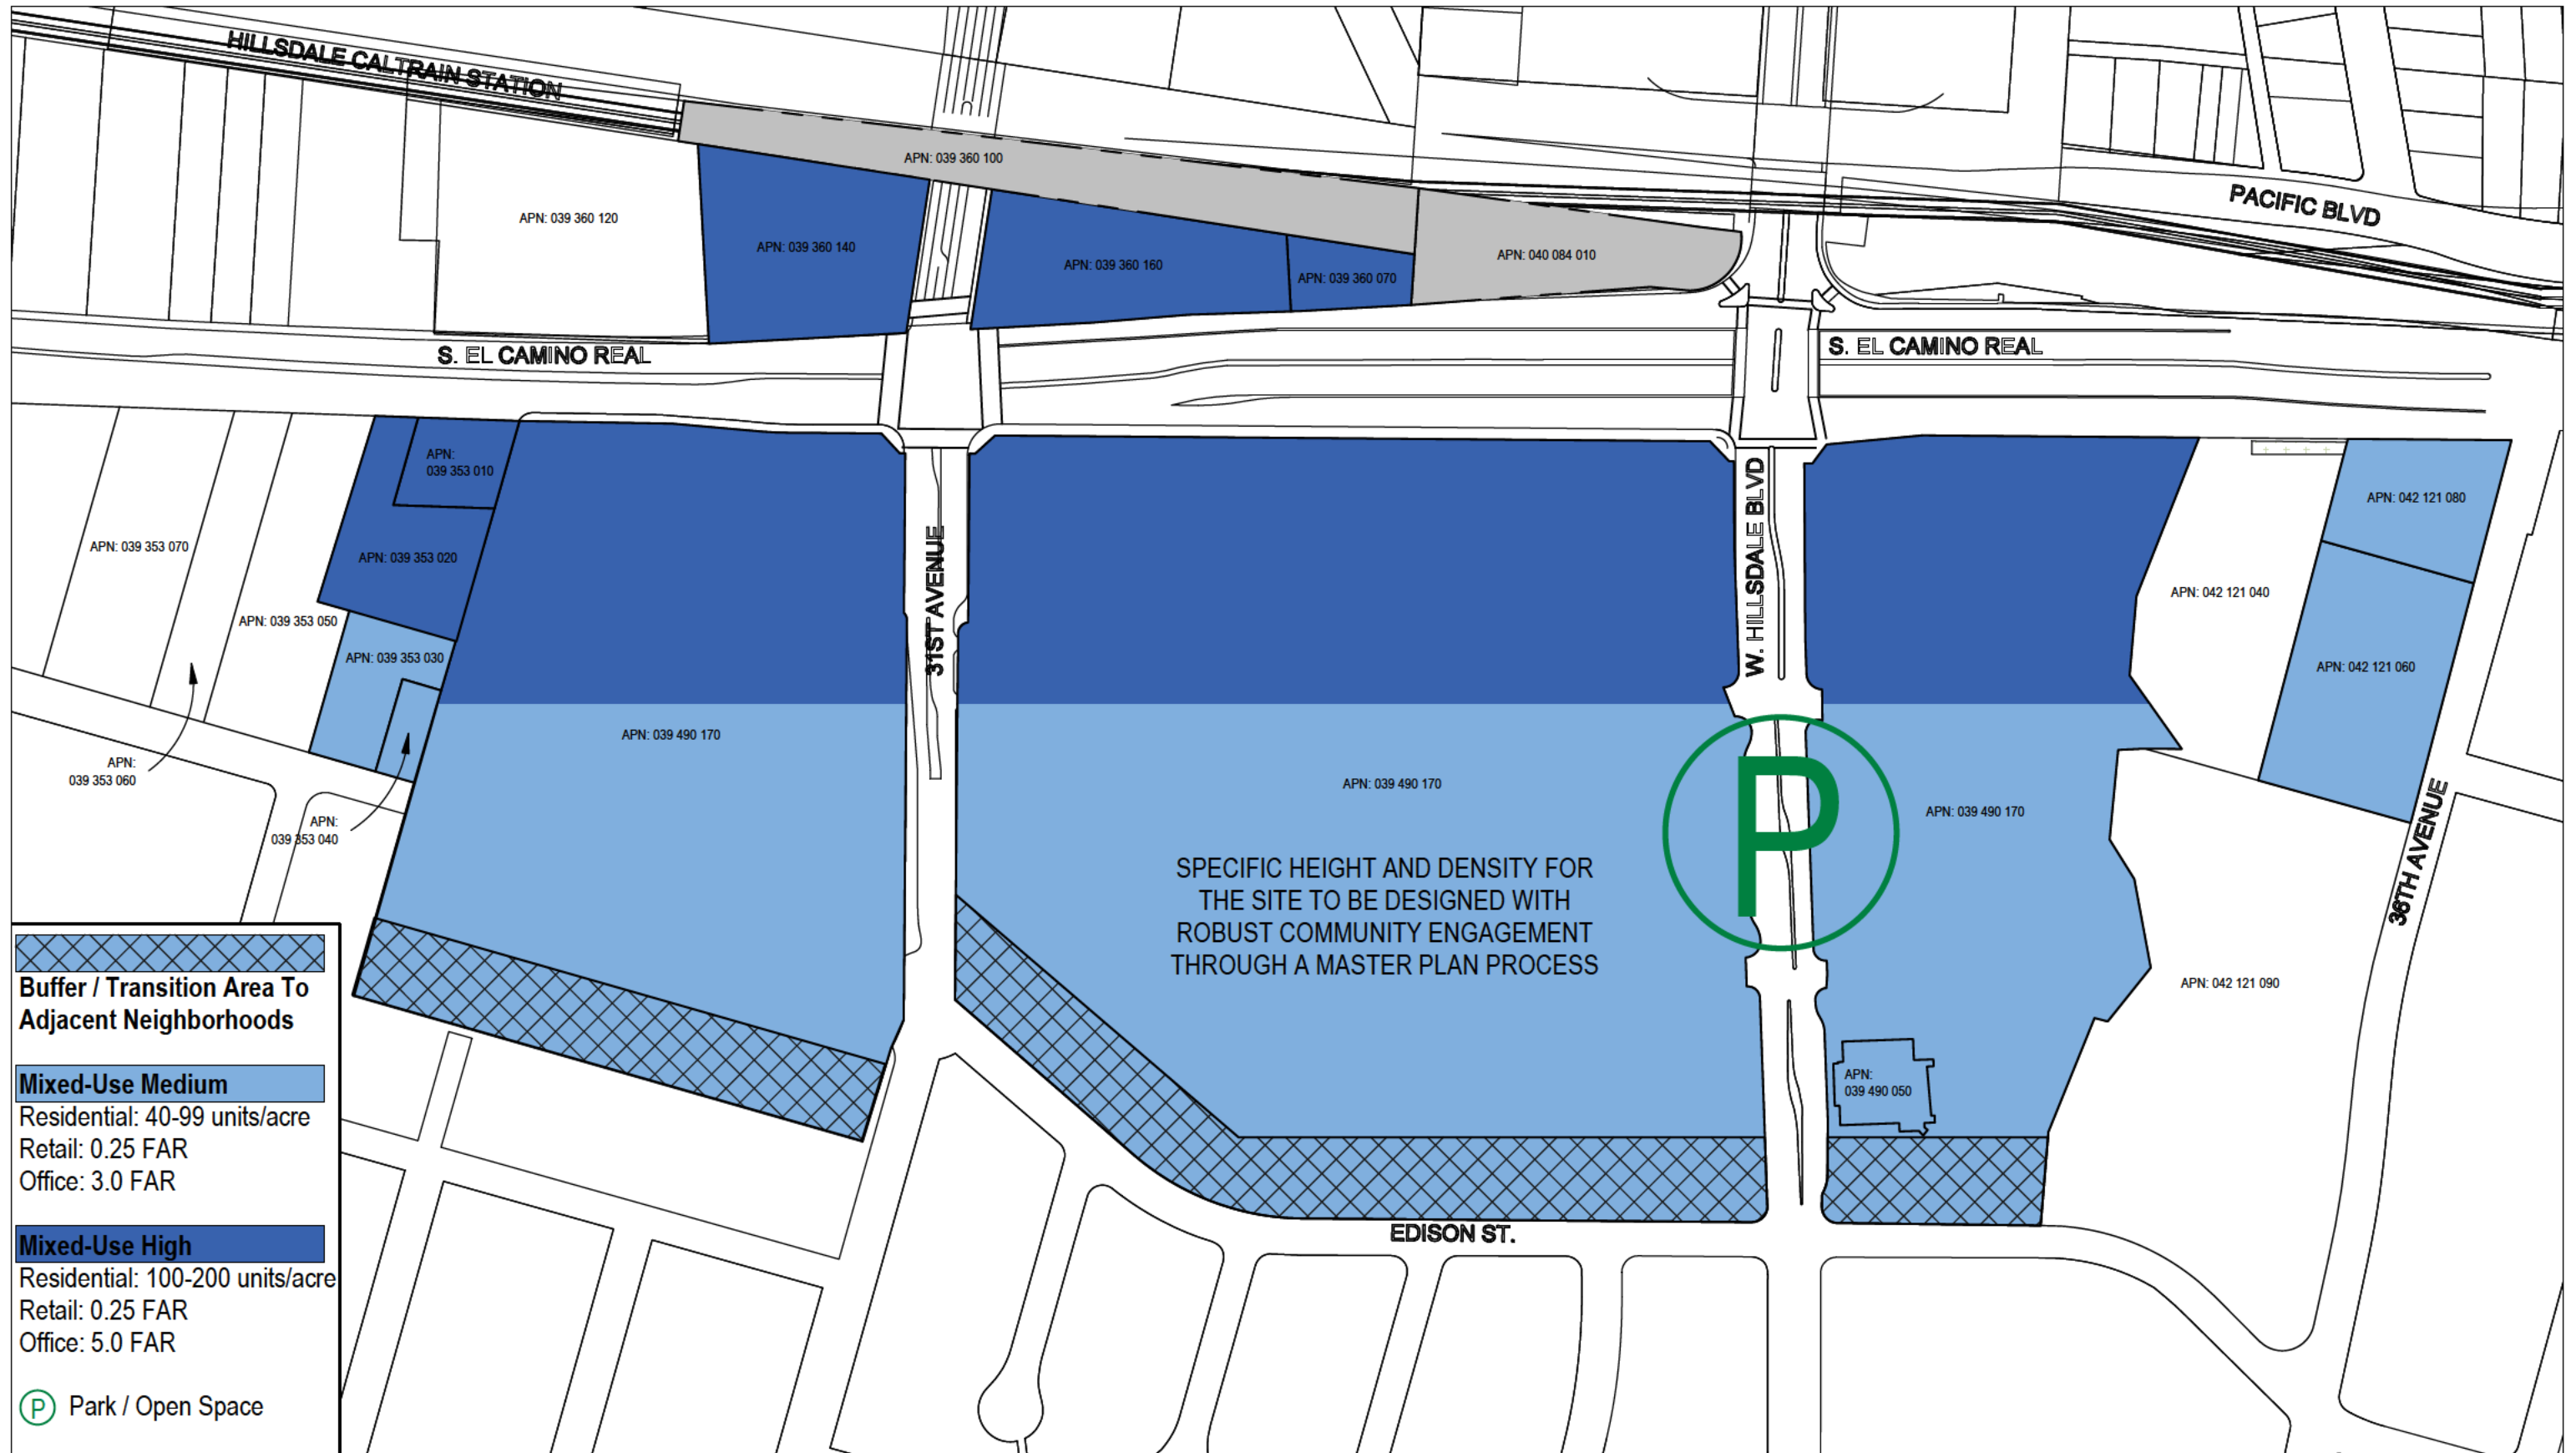 HILLSDALE CALTRAIN STATION
APN: 039 360 100
PACIFIC BLVD
APN: 039 360 120
APN: 039 360 140
APN: 039 360 160
APN: 039 360 070
APN: 040 084 010
S. EL CAMINO REAL
S. EL CAMINO REAL
APN:
039 353 010
APN: 039 353 070
APN: 039 353 020
APN: 039 353 050
APN: 039 353 030
APN:
039 353 060
APN:
039 353 040
31ST AVENUE
W. HILLSDALE BLVD
APN: 042 121 080
APN: 042 121 040
APN: 042 121 060
36TH AVENUE
APN: 039 490 170
APN: 039 490 170
APN: 039 490 170
P
SPECIFIC HEIGHT AND DENSITY FOR
THE SITE TO BE DESIGNED WITH
ROBUST COMMUNITY ENGAGEMENT
THROUGH A MASTER PLAN PROCESS
APN: 042 121 090
APN:
039 490 050
EDISON ST.
Buffer / Transition Area To
Adjacent Neighborhoods
Mixed-Use Medium
Residential: 40-99 units/acre
Retail: 0.25 FAR
Office: 3.0 FAR
Mixed-Use High
Residential: 100-200 units/acre
Retail: 0.25 FAR
Office: 5.0 FAR
P Park / Open Space